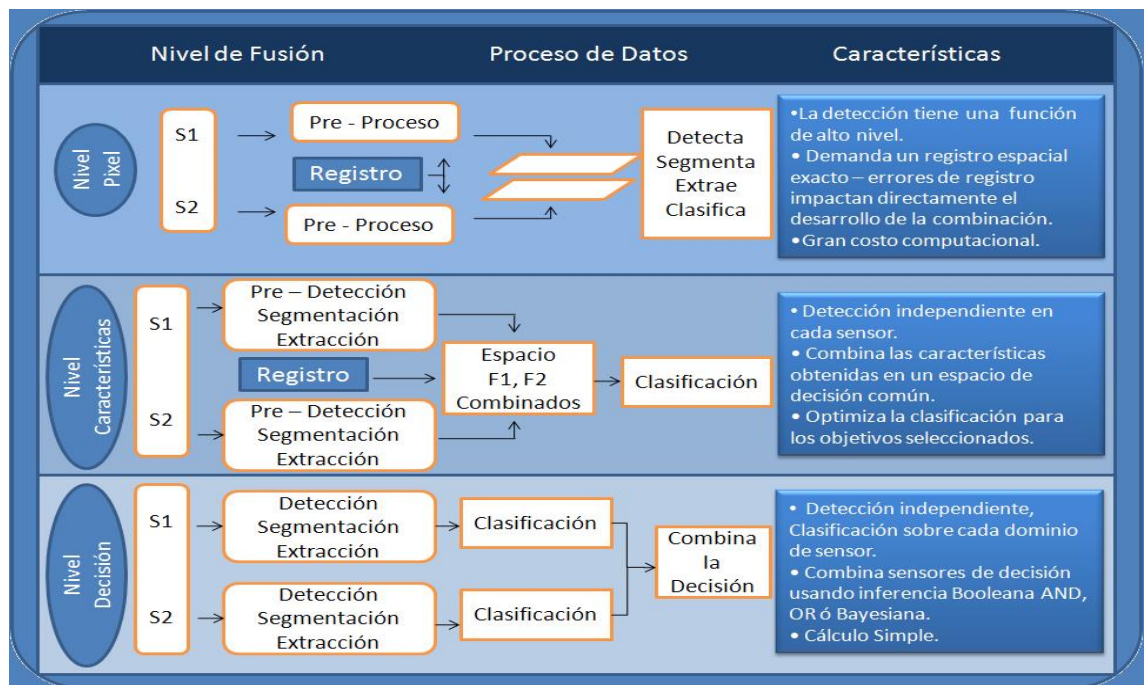 Nivel de Fusión
Proceso de Datos
Características
Nivel
Pixel
S1
S2
Pre - Proceso
Registro
Pre - Proceso
Detecta
Segmenta
Extrae
Clasifica
•La detección tiene una función
de alto nivel.
• Demanda un registro espacial
exacto – errores de registro
impactan directamente el
desarrollo de la combinación.
•Gran costo computacional.
Nivel
Características
S1
S2
Pre – Detección
Segmentación
Extracción
Registro
Pre – Detección
Segmentación
Extracción
Espacio
F1, F2
Combinados
Clasificación
• Detección independiente en
cada sensor.
• Combina las características
obtenidas en un espacio de
decisión común.
• Optimiza la clasificación para
los objetivos seleccionados.
Nivel
Decisión
S1
S2
Detección
Segmentación
Extracción
Detección
Segmentación
Extracción
Clasificación
Clasificación
Combina
la
Decisión
• Detección independiente,
Clasificación sobre cada dominio
de sensor.
• Combina sensores de decisión
usando inferencia Booleana AND,
OR ó Bayesiana.
• Cálculo Simple.